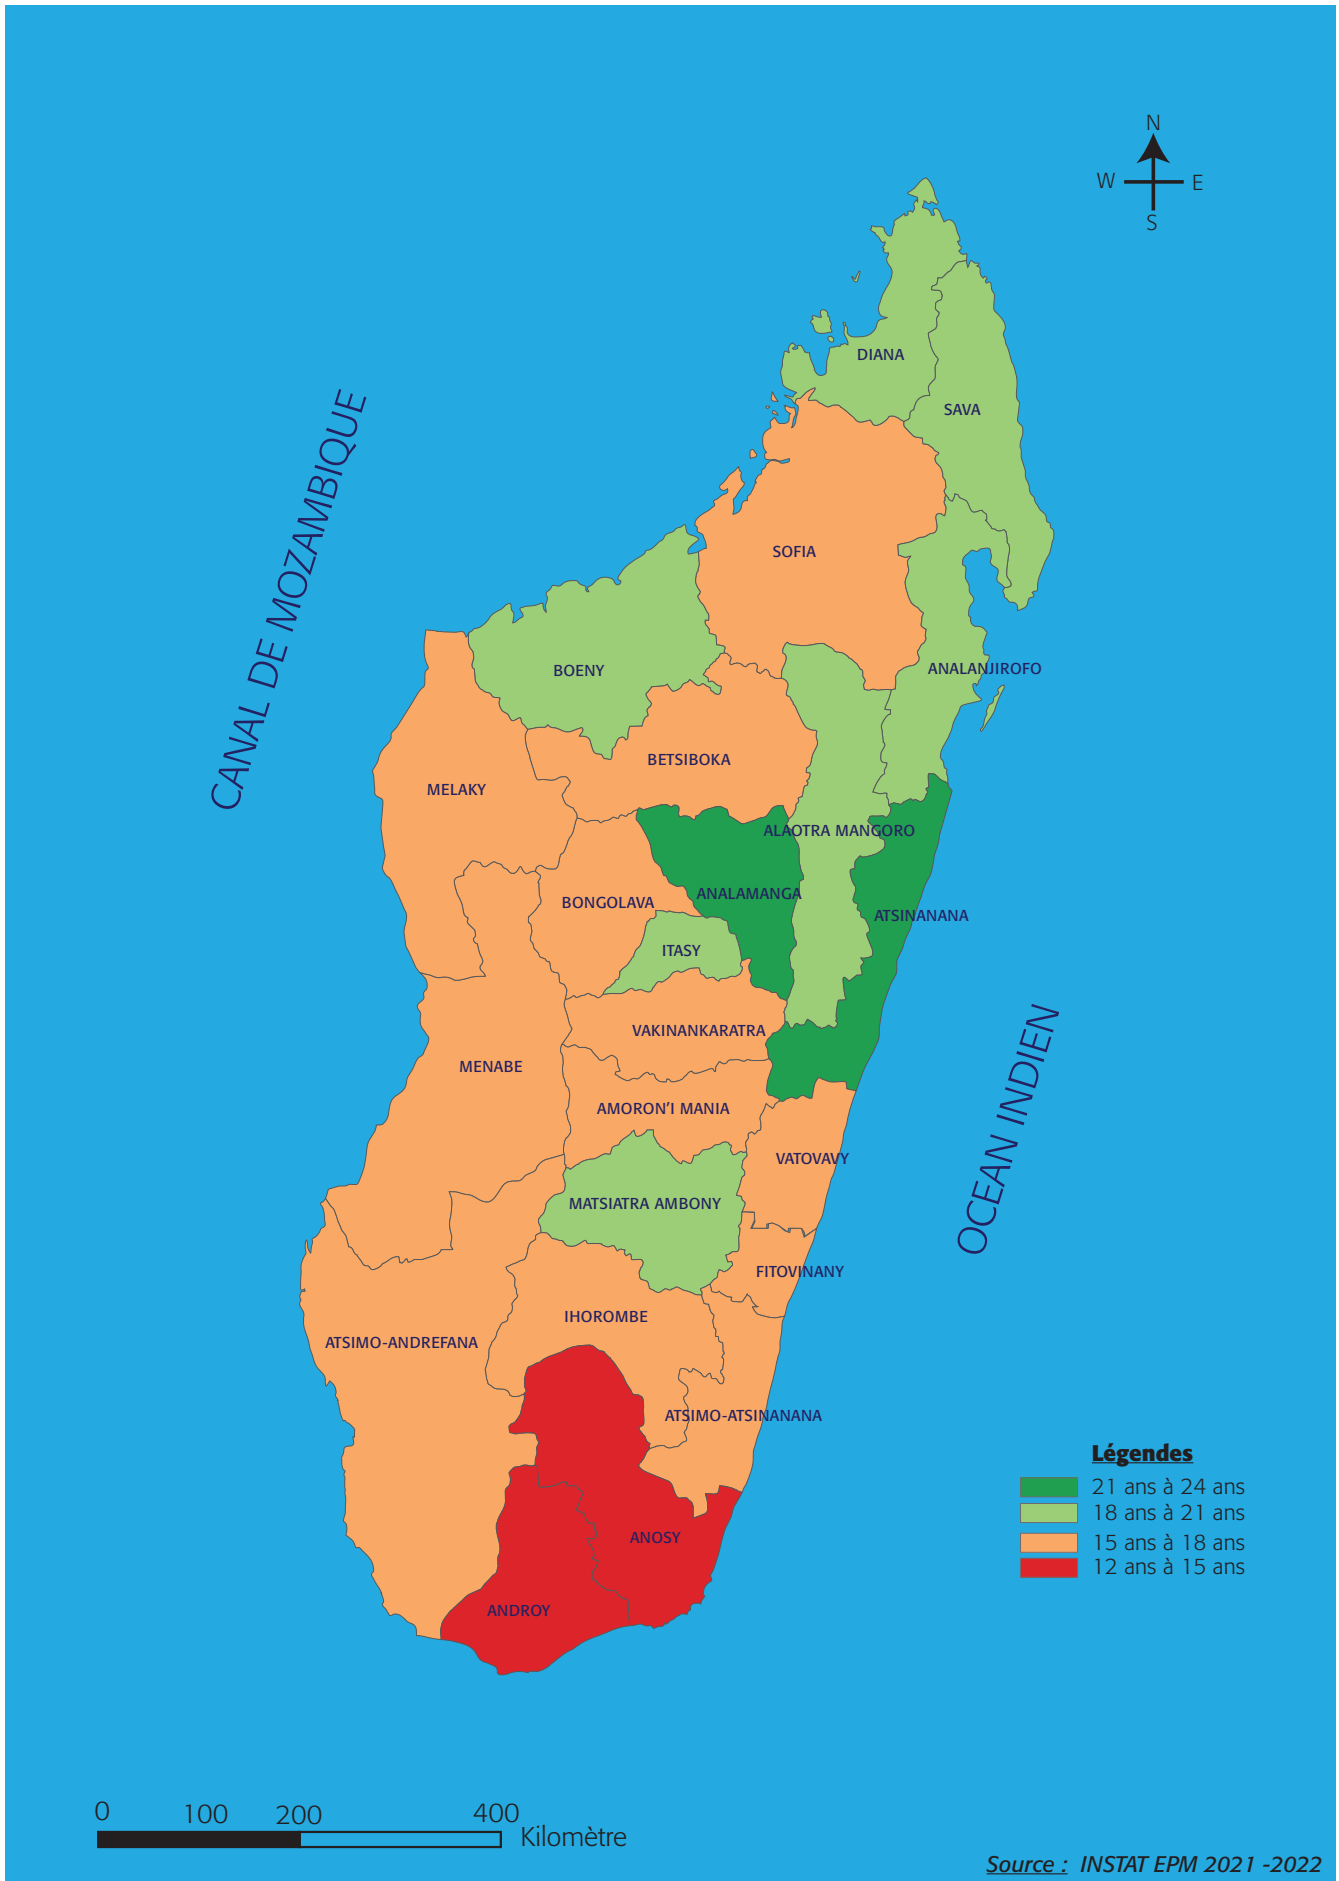 N
W E
S
DIANA
SAVA
CANAL DE MOZAMBIQUE
SOFIA
ANALANJIROFO
BOENY
BETSIBOKA
MELAKY
ALAOTRA MANGORO
ANALAMANGA
BONGOLAVA
ATSINANANA
ITASY
VAKINANKARATRA
MENABE
AMORON'I MANIA
OCEAN INDIEN
VATOVAVY
MATSIATRA AMBONY
FITOVINANY
IHOROMBE
ATSIMO-ANDREFANA
ATSIMO-ATSINANANA
Légendes
21 ans à 24 ans
18 ans à 21 ans
15 ans à 18 ans
12 ans à 15 ans
ANOSY
ANDROY
0 100 200 400
Kilomètre
Source : INSTAT EPM 2021 -2022